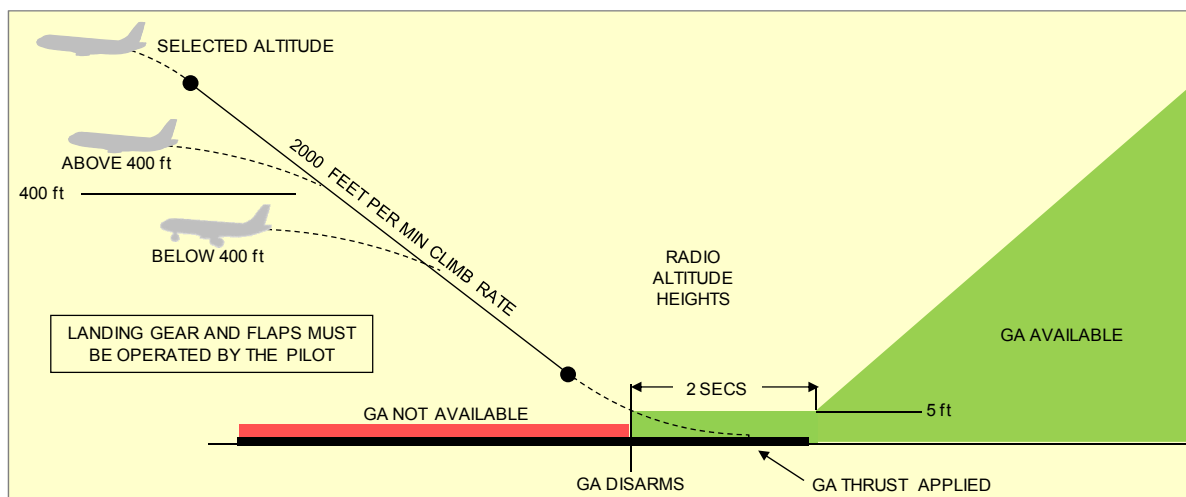 SELECTED ALTITUDE
ABOVE 400 ft
400 ft
BELOW 400 ft
2000 FEET PER MIN CLIMB RATE
RADIO
ALTITUDE
HEIGHTS
LANDING GEAR AND FLAPS MUST
BE OPERATED BY THE PILOT
GA AVAILABLE
2 SECS
5 ft
GA NOT AVAILABLE
GA DISARMS
GA THRUST APPLIED